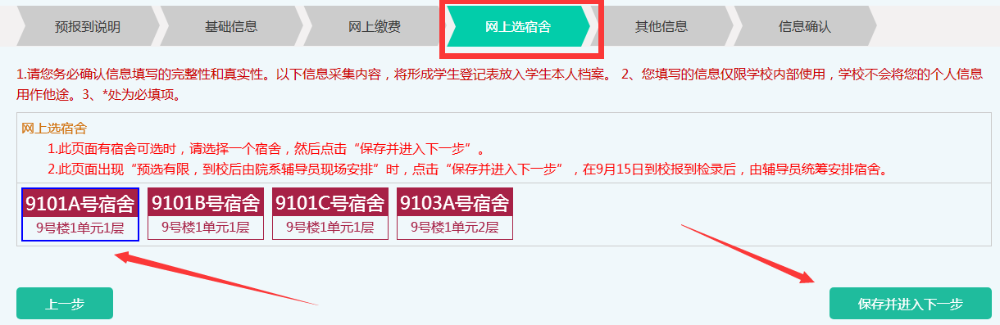 预报到说明
基础信息
网上缴费
网上选宿舍
其他信息
信息确认
1.请您务必确认信息填写的完整性和真实性。以下信息采集内容，将形成学生登记表放入学生本人档案。 2、您填写的信息仅限学校内部使用，学校不会将您的个人信息
用作他途。3、*处为必填项。
网上选宿舍
1.此页面有宿舍可选时，请选择一个宿舍，然后点击“保存并进入下一步”。
2.此页面出现“预选有限，到校后由院系辅导员现场安排”时，点击“保存并进入下一步”，在9月15日到校报到检录后，由辅导员统筹安排宿舍。
9101A号宿舍
9号楼1单元1层
9101B号宿舍
9号楼1单元1层
9101C号宿舍
9号楼1单元1层
9103A号宿舍
9号楼1单元2层
上一步
保存并进入下一步